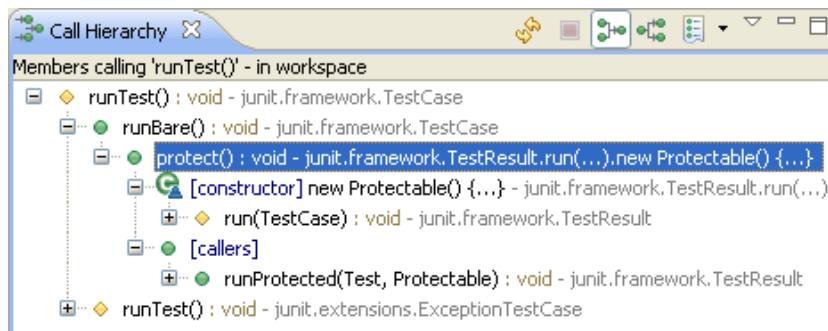 Call Hierarchy
Members calling 'runTest()' - in workspace
runTest() : void - junit.framework.TestCase
runBare() : void - junit.framework.TestCase
protect() : void - junit.framework.TestResult.run(...).new Protectable() {...}
[constructor] new Protectable() {...} - junit.framework.TestResult.run(...)
run(TestCase) : void - junit.framework.TestResult
[callers]
runProtected(Test, Protectable) : void - junit.framework.TestResult
runTest() : void - junit.extensions.ExceptionTestCase